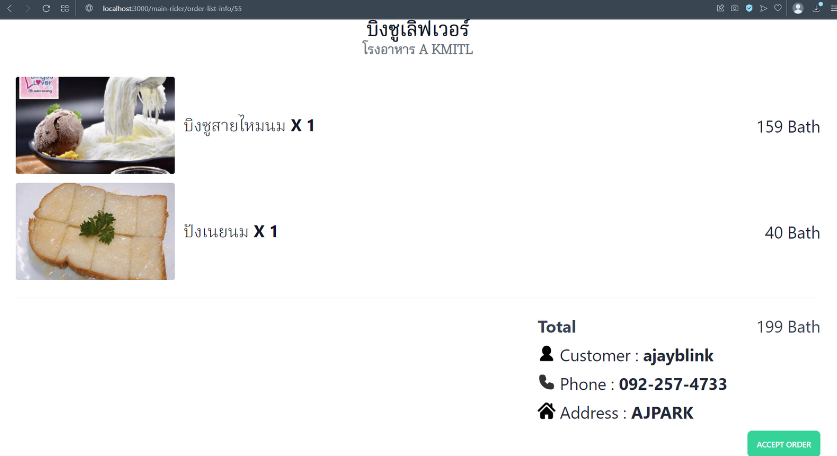 localhost:3000/main-rider/order-list-info/55
บิงซูเลิฟเวอร์
โรงอาหาร A KMITL
Lover
บิงซูสายไหมนม X 1
159 Bath
ปังเนยนม X 1
40 Bath
Total
199 Bath
Customer : ajayblink
Phone : 092-257-4733
Address : AJPARK
ACCEPT ORDER